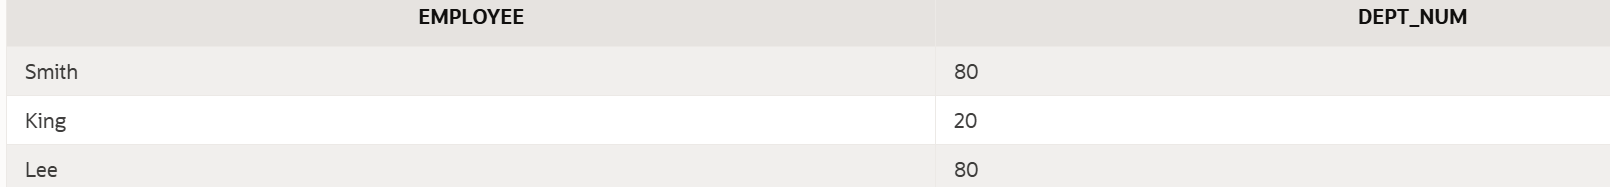 EMPLOYEE DEPT_NUM
Smith 80
King 20
Lee 80